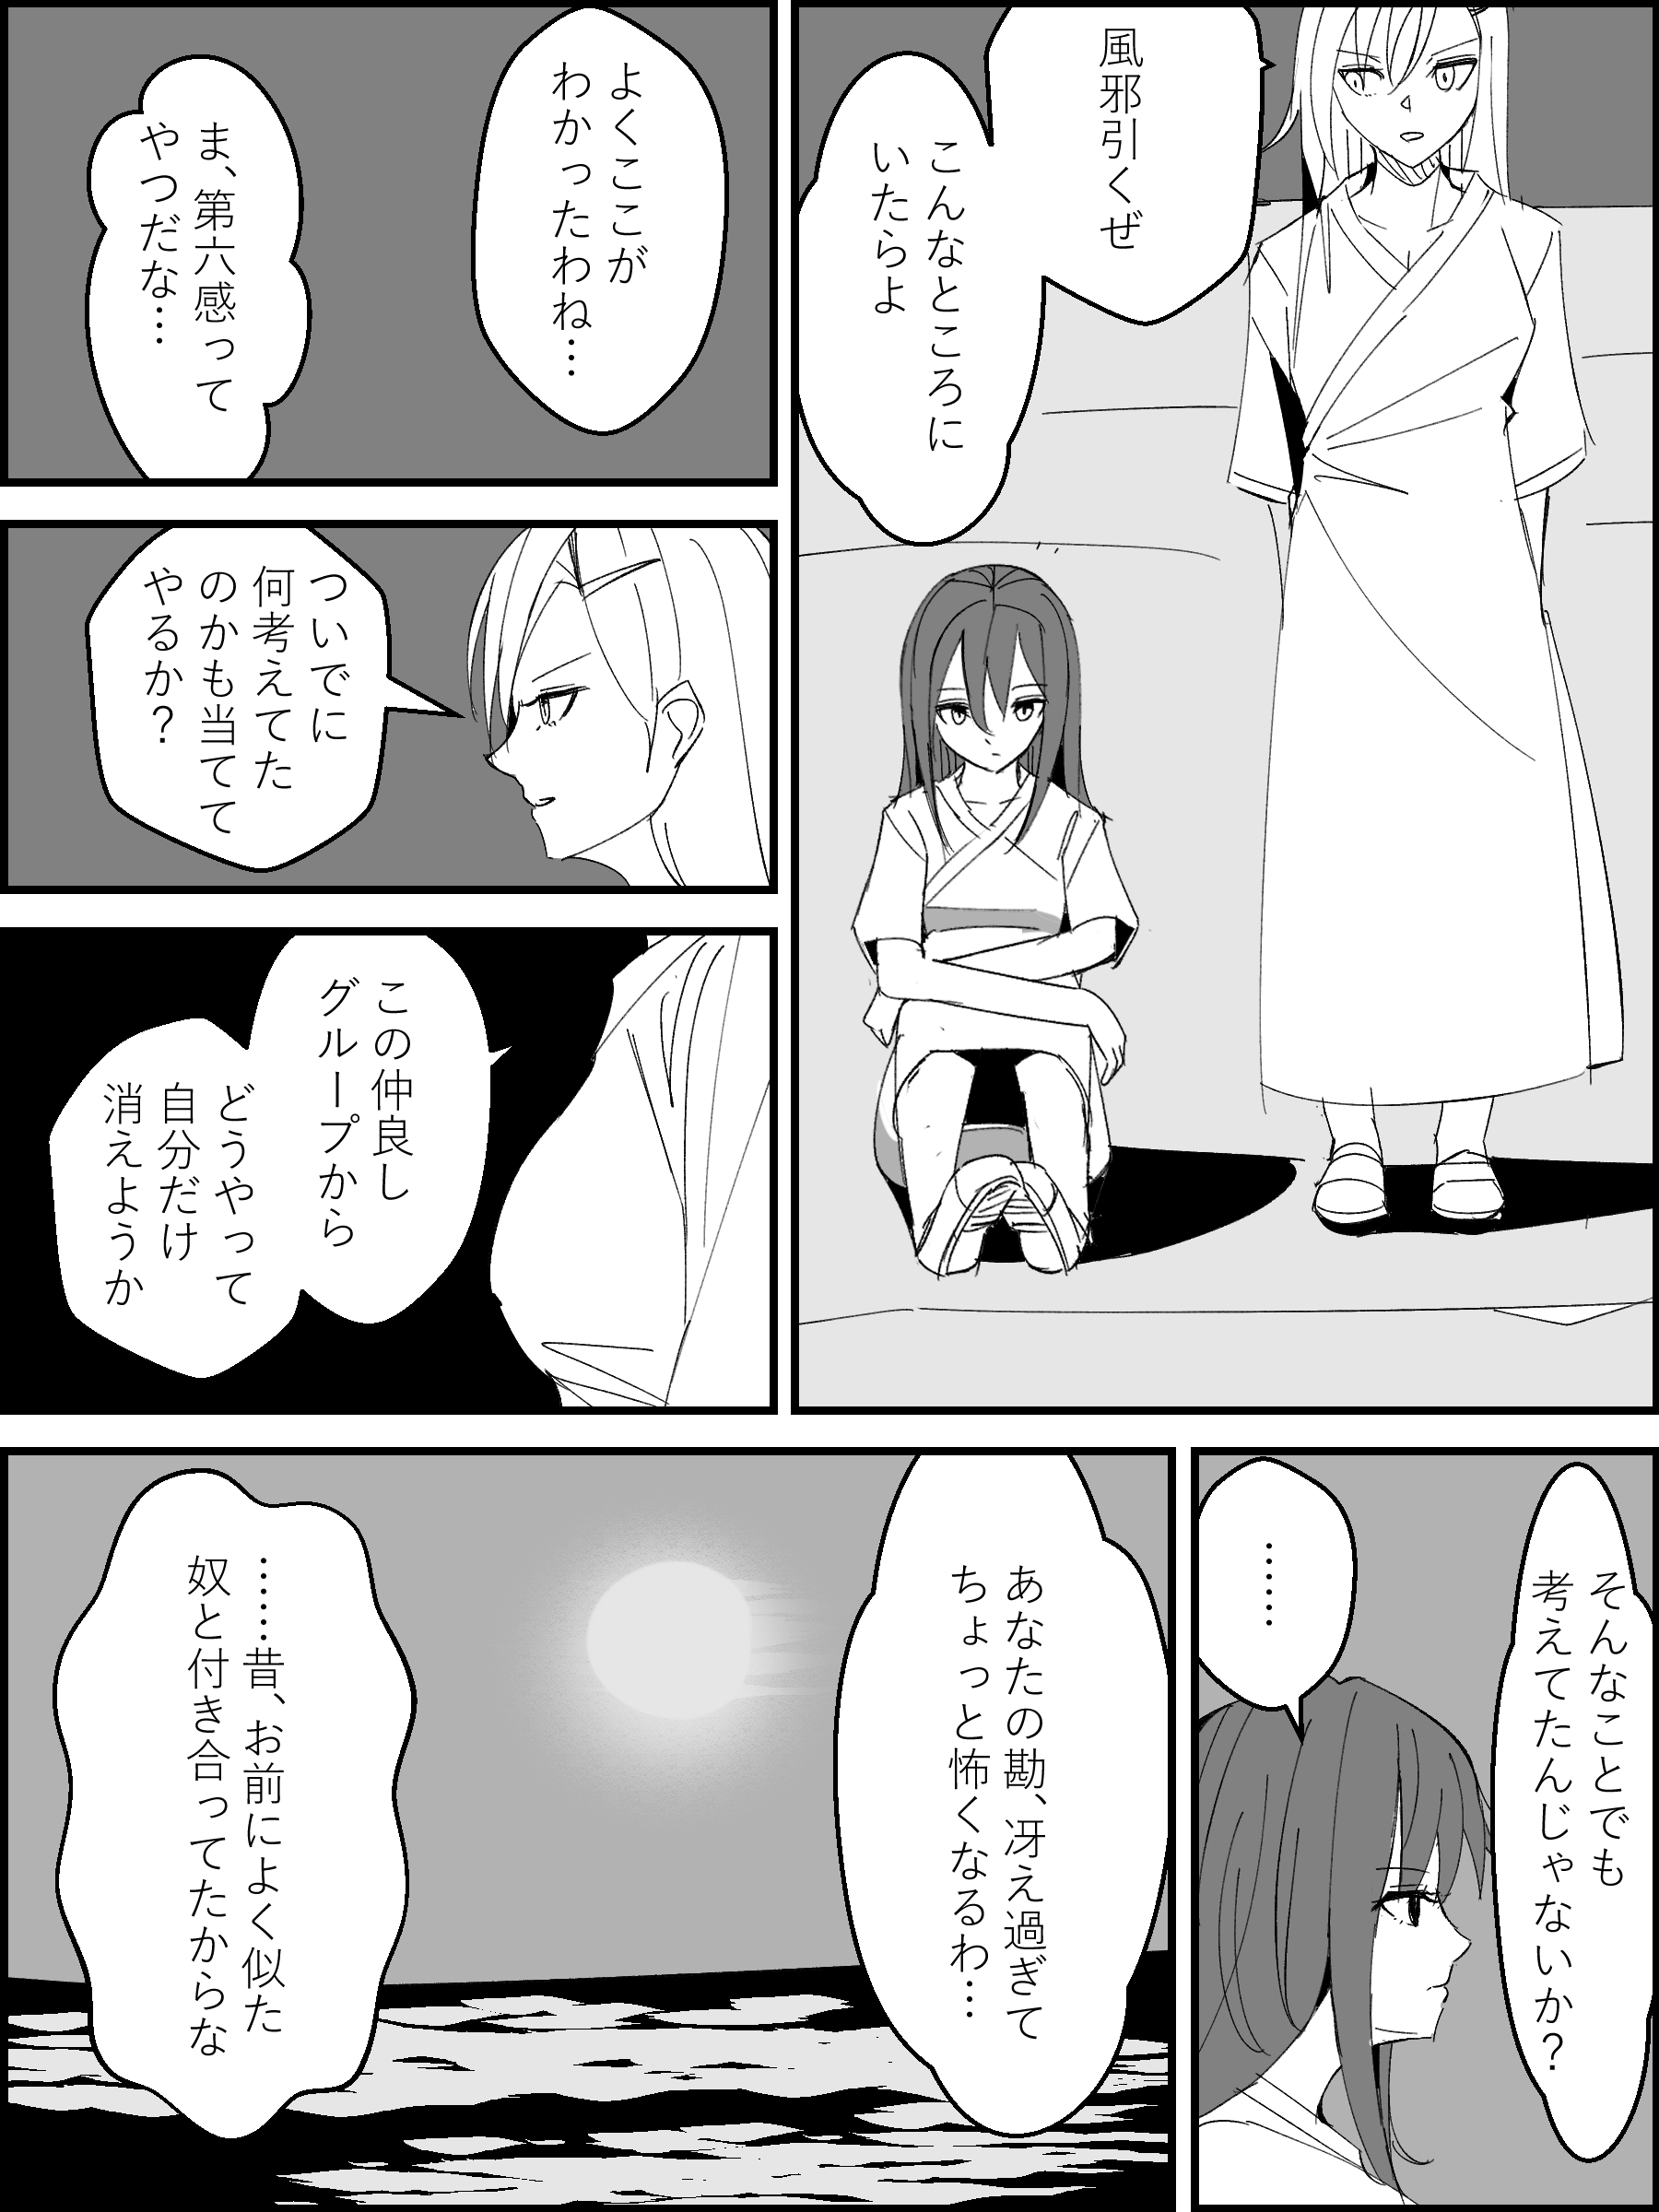 風邪引くぜ
こんなところに
いたらよ
よくここが
わかったわね…
ま、第六感って
やつだな…
ついでに
何考えてた
のかも当てて
やるか？
この仲良し
グループから
どうやって
自分だけ
消えようか
そんなことでも
考えてたんじゃないか？
……
あなたの勘、冴え過ぎて
ちょっと怖くなるわ…
……昔、お前によく似た
奴と付き合ってたからな